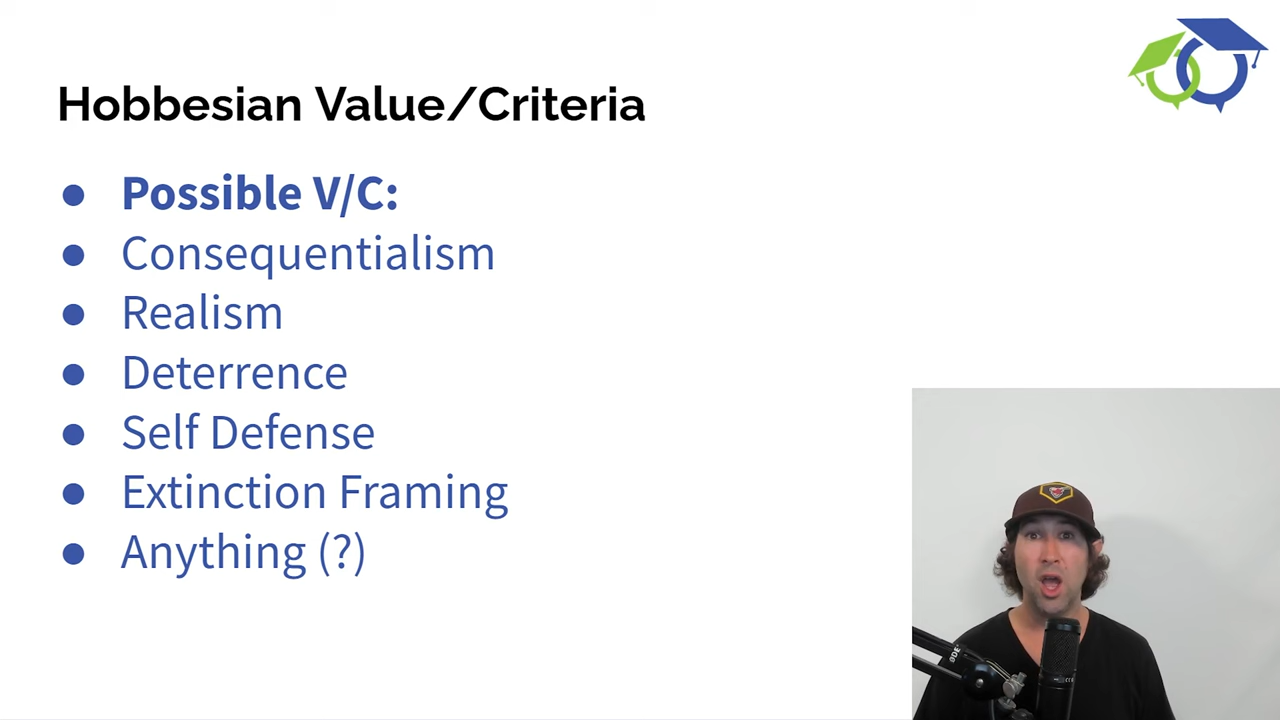 Hobbesian Value/Criteria
● Possible V/C:
● Consequentialism
● Realism
● Deterrence
● Self Defense
● Extinction Framing
● Anything (?)